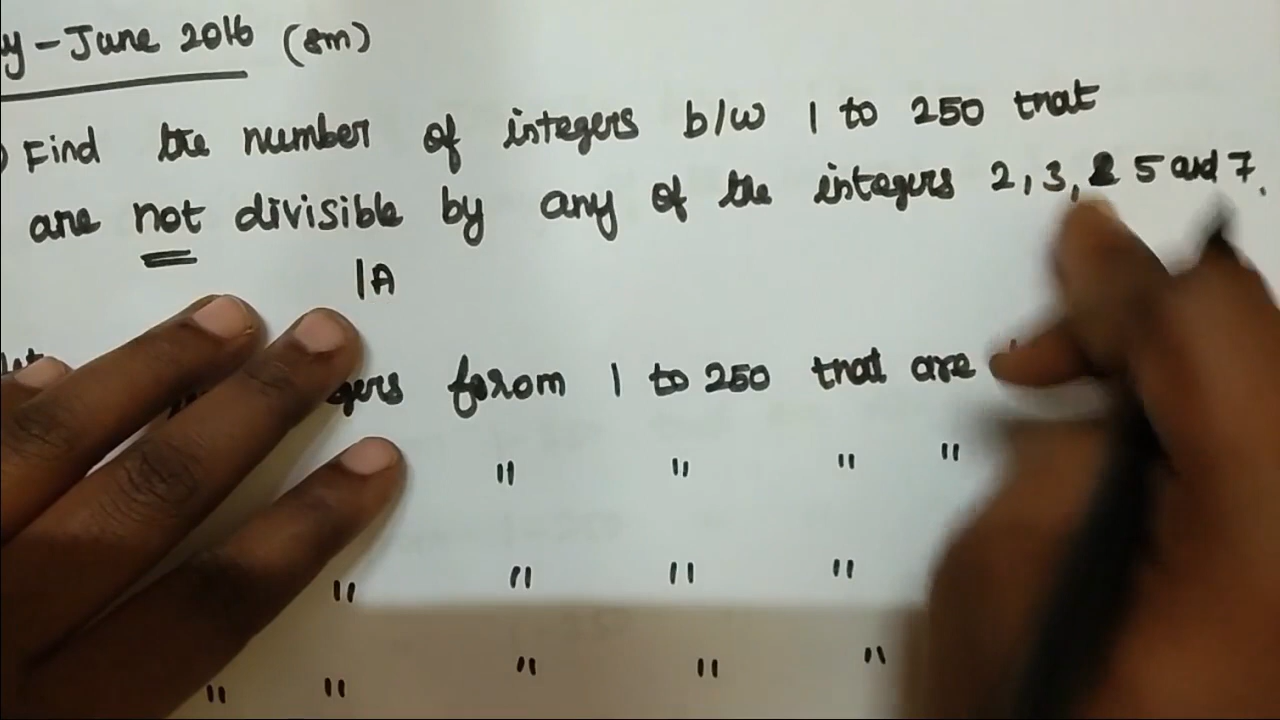 y - June 2016 (8m)
) Find the number of integers b/w 1 to 250 that
are not divisible by any of the integers 2, 3, 5 and 7.
|A
gers forom 1 to 250 that are
" " " "
" " " "
" " " " "